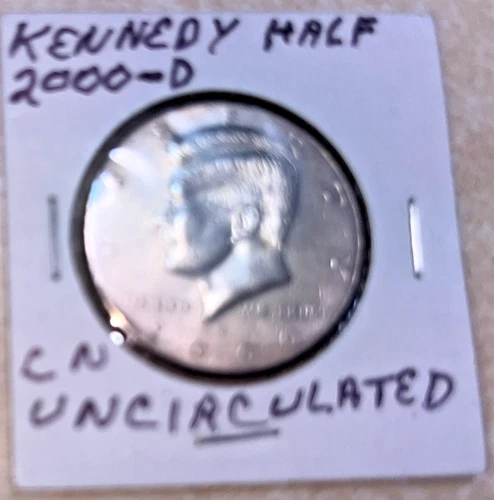 KENNEDY HALF
2000-D
CN
UNCIRCULATED